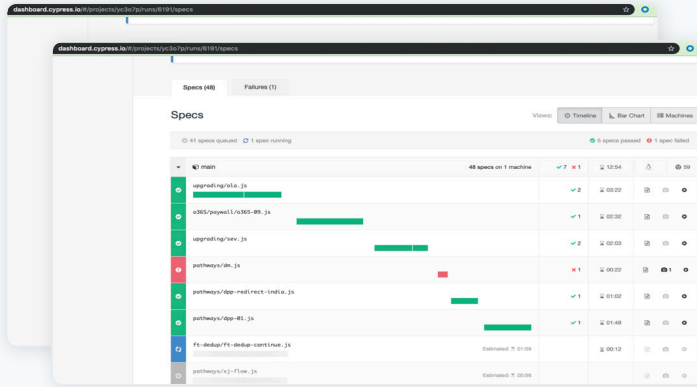 dashboard.cypress.io/#/projects/yc3o7p/runs/6191/specs
dashboard.cypress.io/#/projects/yc3o7p/runs/6191/specs
Specs (48) Failures (1)
Specs Views: Timeline Bar Chart Machines
41 specs queued 1 spec running 5 specs passed 1 spec failed
main 48 specs on 1 machine 7 1 12:54 59
upgrading/ola.js 2 03:22
o365/paywall/o365-09.js 1 02:32
upgrading/sev.js 2 02:03
pathways/dm.js 1 00:22 1
pathways/dpp-redirect-india.js 1 01:02
pathways/dpp-01.js 1 01:48
ft-dedup/ft-dedup-continue.js Estimated: 01:09 00:12
pathways/sj-flow.js Estimated: 00:56